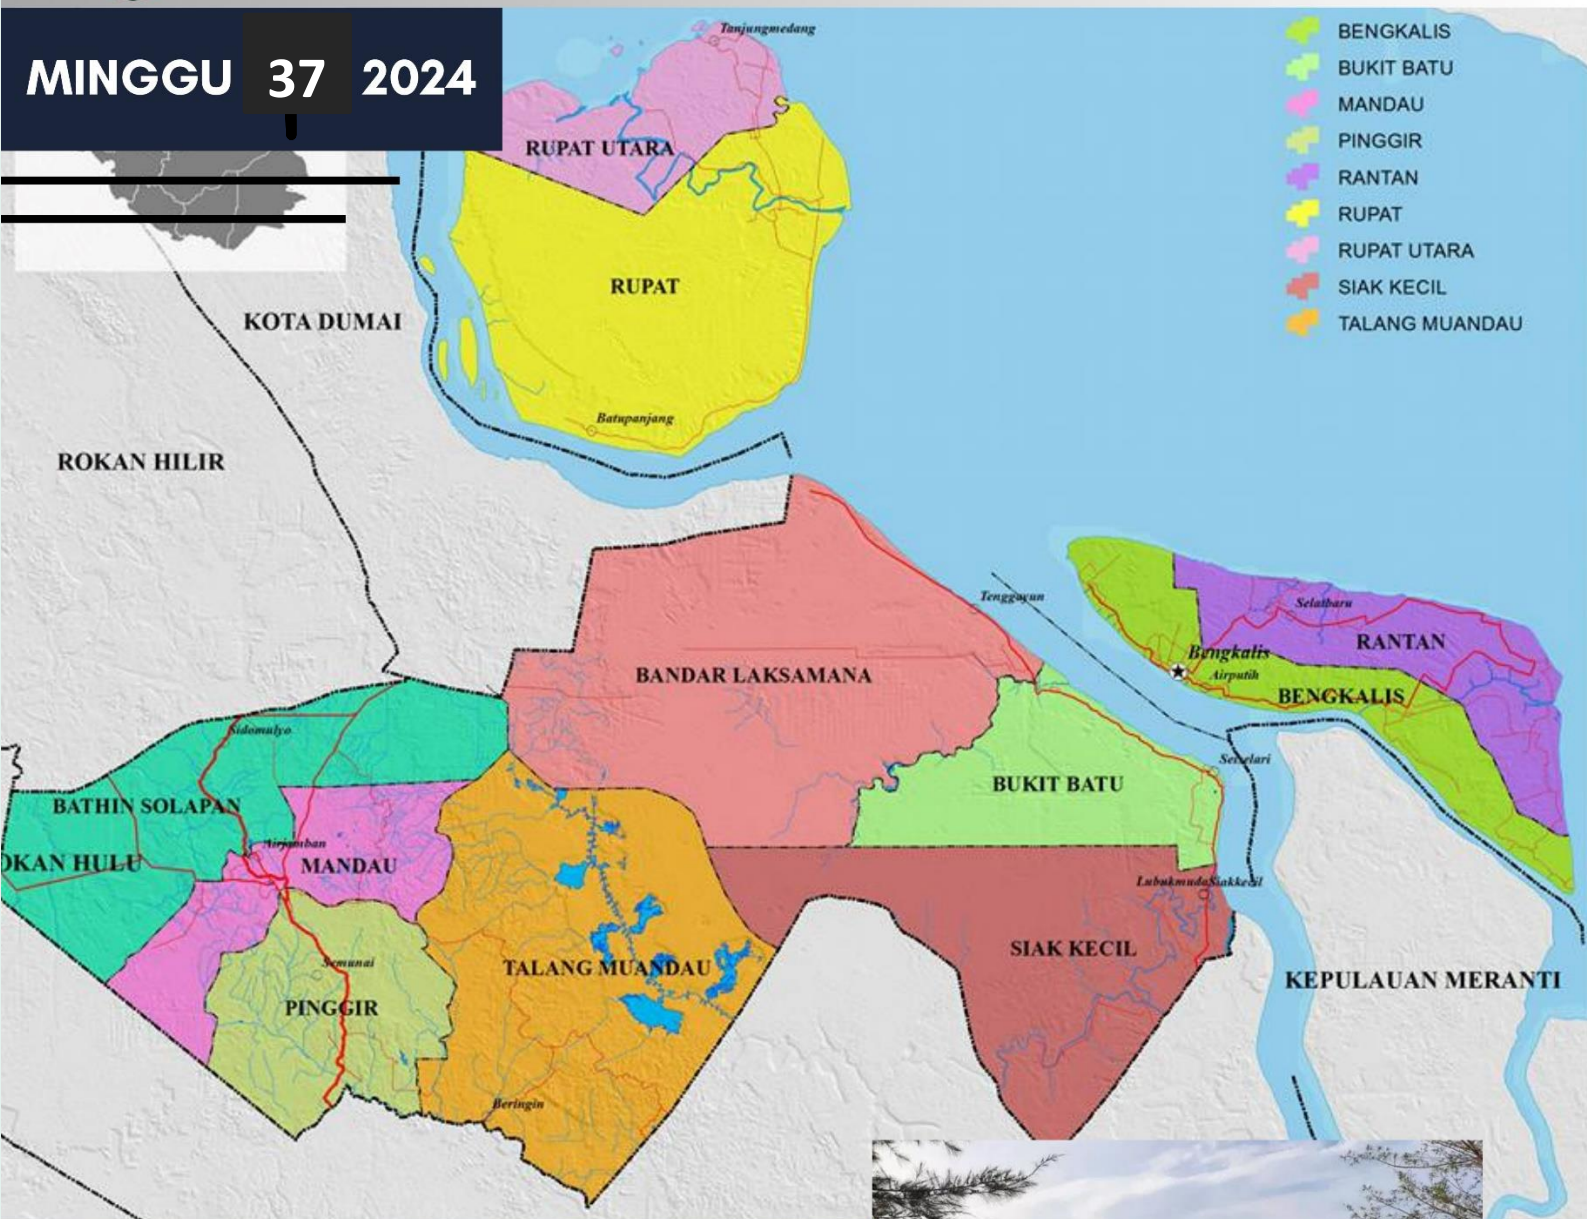 MINGGU 37 2024
BENGKALIS
BUKIT BATU
MANDAU
PINGGIR
RANTAN
RUPAT
RUPAT UTARA
SIAK KECIL
TALANG MUANDAU
Tanjungmedang
RUPAT UTARA
RUPAT
KOTA DUMAI
Batupanjang
ROKAN HILIR
Tenggayun
Selatbaru
RANTAN
Bengkalis
Airputih
BENGKALIS
BANDAR LAKSAMANA
Sidomulyo
BUKIT BATU
BATHIN SOLAPAN
Airjamban
MANDAU
OKAN HULU
LubukmudaSiakkecil
SIAK KECIL
TALANG MUANDAU
Semunai
PINGGIR
KEPULAUAN MERANTI
Beringin